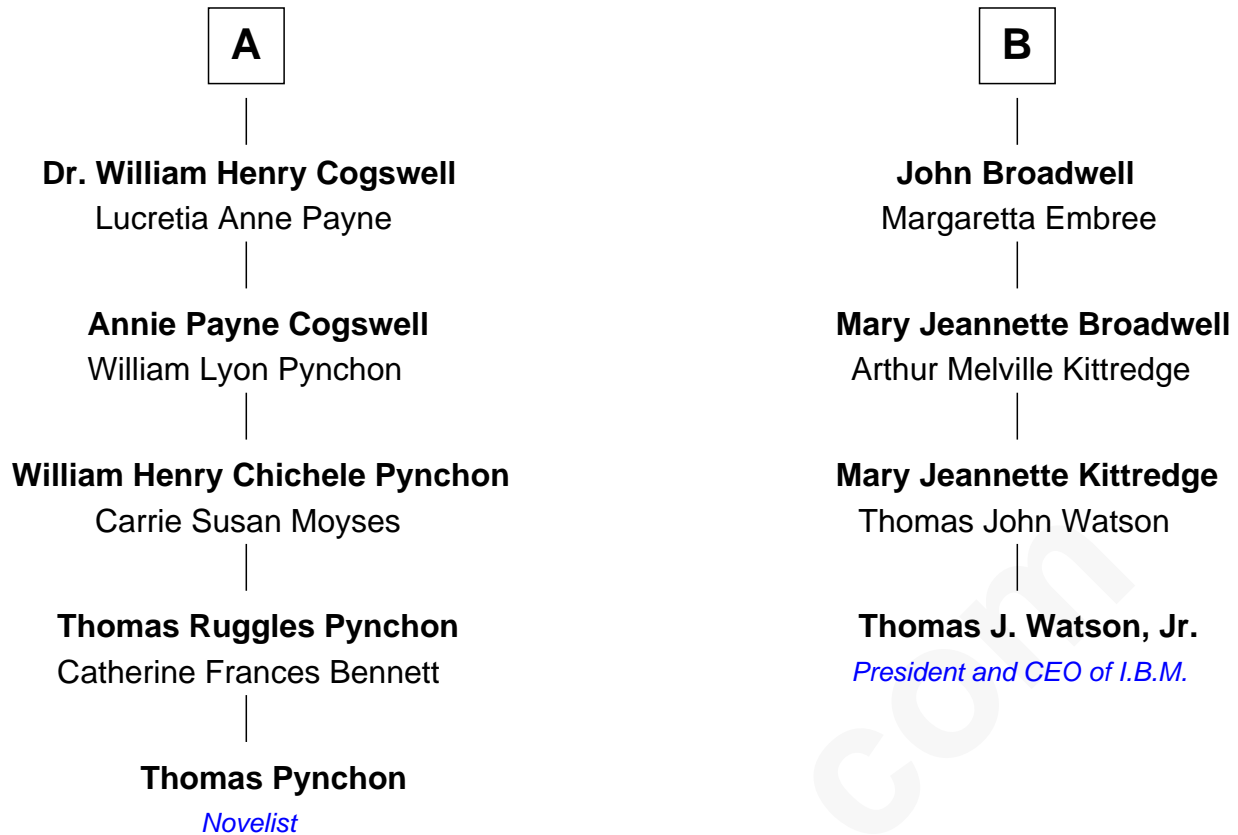 A
Dr. William Henry Cogswell
Lucretia Anne Payne
Annie Payne Cogswell
William Lyon Pynchon
William Henry Chichele Pynchon
Carrie Susan Moyses
Thomas Ruggles Pynchon
Catherine Frances Bennett
Thomas Pynchon
Novelist
B
John Broadwell
Margaretta Embree
Mary Jeannette Broadwell
Arthur Melville Kittredge
Mary Jeannette Kittredge
Thomas John Watson
Thomas J. Watson, Jr.
President and CEO of I.B.M.
com